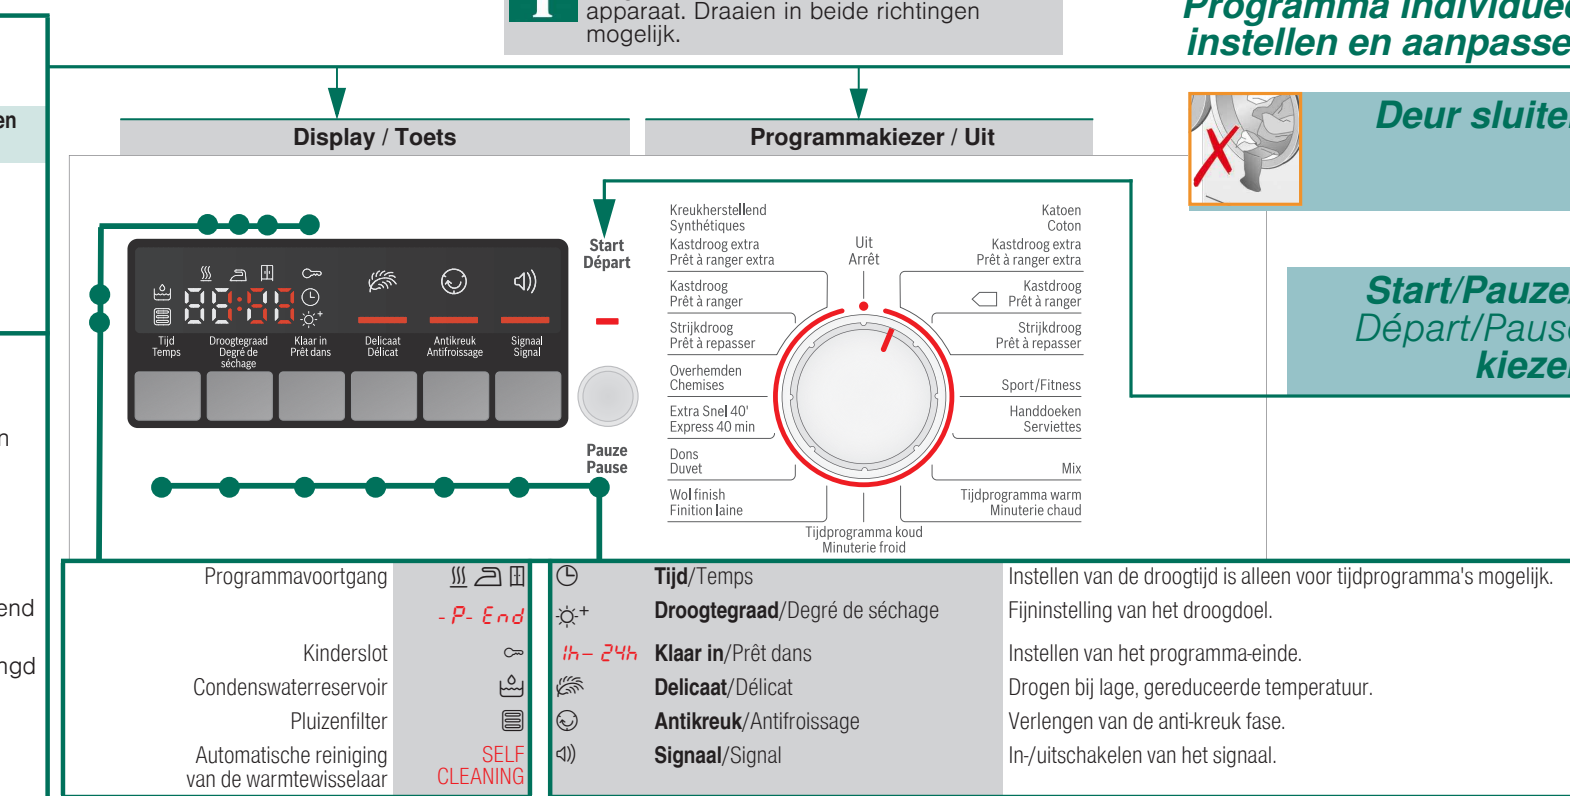 apparaat. Draaien in beide richtingen
mogelijk.
instellen en aanpasse
en
Display / Toets
Programmakiezer / Uit
Deur sluite
Start
Départ
Kreukherstellend
Synthétiques
Kastdroog extra
Prêt à ranger extra
Kastdroog
Prêt à ranger
Strijkdroog
Prêt à repasser
Overhemden
Chemises
Extra Snel 40'
Express 40 min
Dons
Duvet
Wol finish
Finition laine
Uit
Arrêt
Katoen
Coton
Kastdroog extra
Prêt à ranger extra
Kastdroog
Prêt à ranger
Strijkdroog
Prêt à repasser
Sport/Fitness
Handdoeken
Serviettes
Mix
Tijdprogramma warm
Minuterie chaud
Tijdprogramma koud
Minuterie froid
Start/Pauze
Départ/Paus
kieze
Tijd
Temps
Droogtegraad
Degré de
séchage
Klaar in
Prêt dans
Delicaat
Délicat
Antikreuk
Antifroissage
Signaal
Signal
Pauze
Pause
n
end
ngd
Programmavoortgang
-P- End
Kinderslot
Condenswaterreservoir
Pluizenfilter
Automatische reiniging SELF
van de warmtewisselaar CLEANING
Tijd/Temps Instellen van de droogtijd is alleen voor tijdprogramma's mogelijk.
Droogtegraad/Degré de séchage Fijninstelling van het droogdoel.
1h– 24h Klaar in/Prêt dans Instellen van het programma-einde.
Delicaat/Délicat Drogen bij lage, gereduceerde temperatuur.
Antikreuk/Antifroissage Verlengen van de anti-kreuk fase.
Signaal/Signal In-/uitschakelen van het signaal.